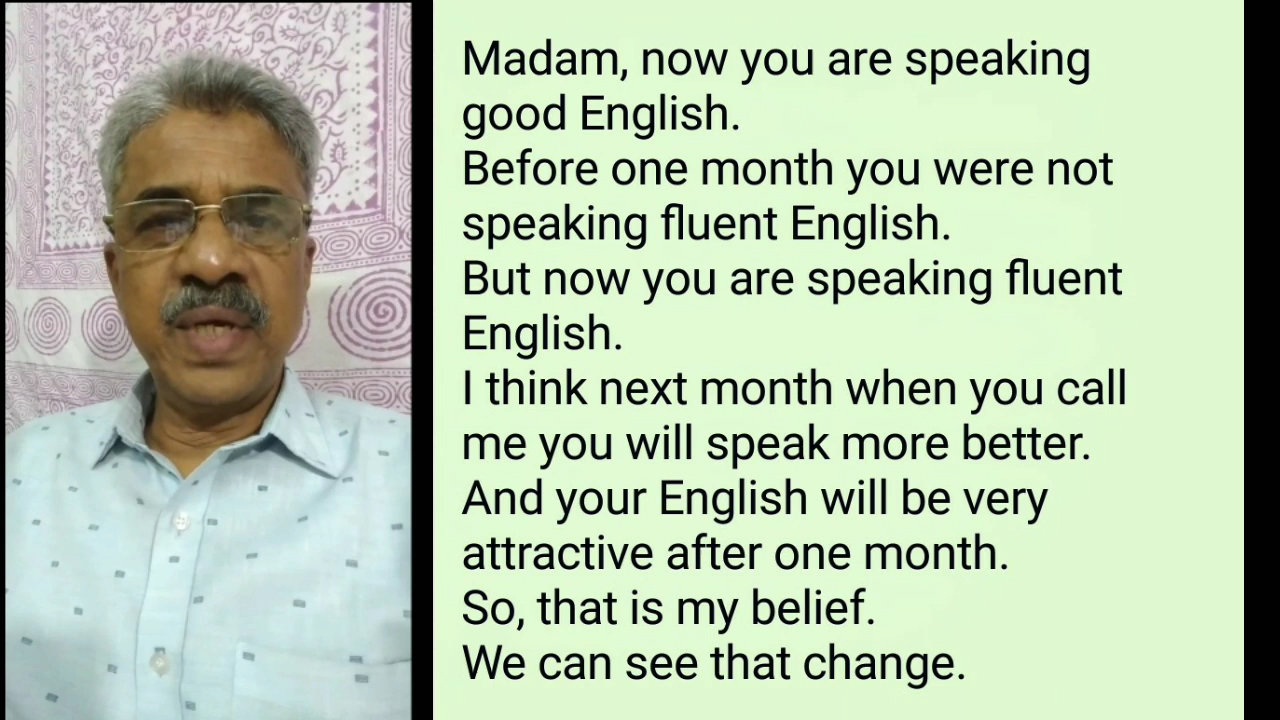 Madam, now you are speaking
good English.
Before one month you were not
speaking fluent English.
But now you are speaking fluent
English.
I think next month when you call
me you will speak more better.
And your English will be very
attractive after one month.
So, that is my belief.
We can see that change.